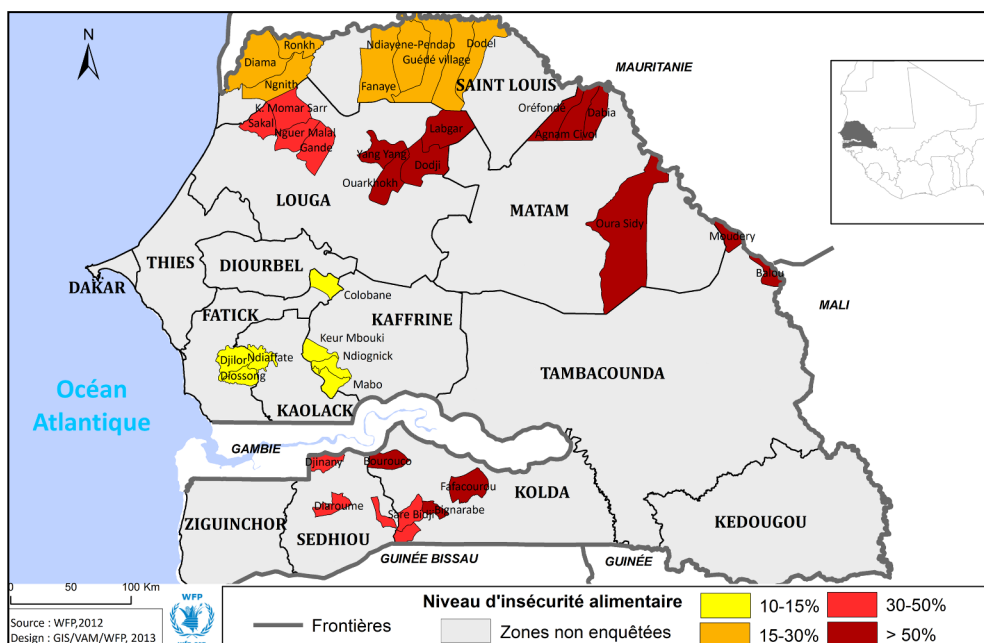 N
Ronkh
Diama
Ngnith
Ndiayene-Pendao
Dodel
Guédé village
Fanaye
SAINT LOUIS
MAURITANIE
K. Momar Sarr
Sakal
Nguer Malal
Gande
Oréfondé
Dabia
Agnam Civol
Labgar
Yang Yang
Dodji
Ouarkhokh
LOUGA
MATAM
Oura Sidy
Moudery
Balou
MALI
THIES
DIOURBEL
DAKAR
Colobane
FATICK
KAFFRINE
Keur Mbouki
Ndiognick
Djilor
Ndiaffate
Diossong
Mabo
TAMBACOUNDA
KAOLACK
Océan
Atlantique
GAMBIE
Djinany
Bourouco
Fafacourou
Diaroume
Sare Bidji
KOLDA
ZIGUINCHOR
SEDHIOU
KEDOUGOU
GUINÉE BISSAU
GUINÉE
0 50 100 Km
Source : WFP,2012
Design : GIS/VAM/WFP, 2013
WFP
Frontières
Niveau d'insécurité alimentaire
Zones non enquêtées
10-15%
15-30%
30-50%
> 50%